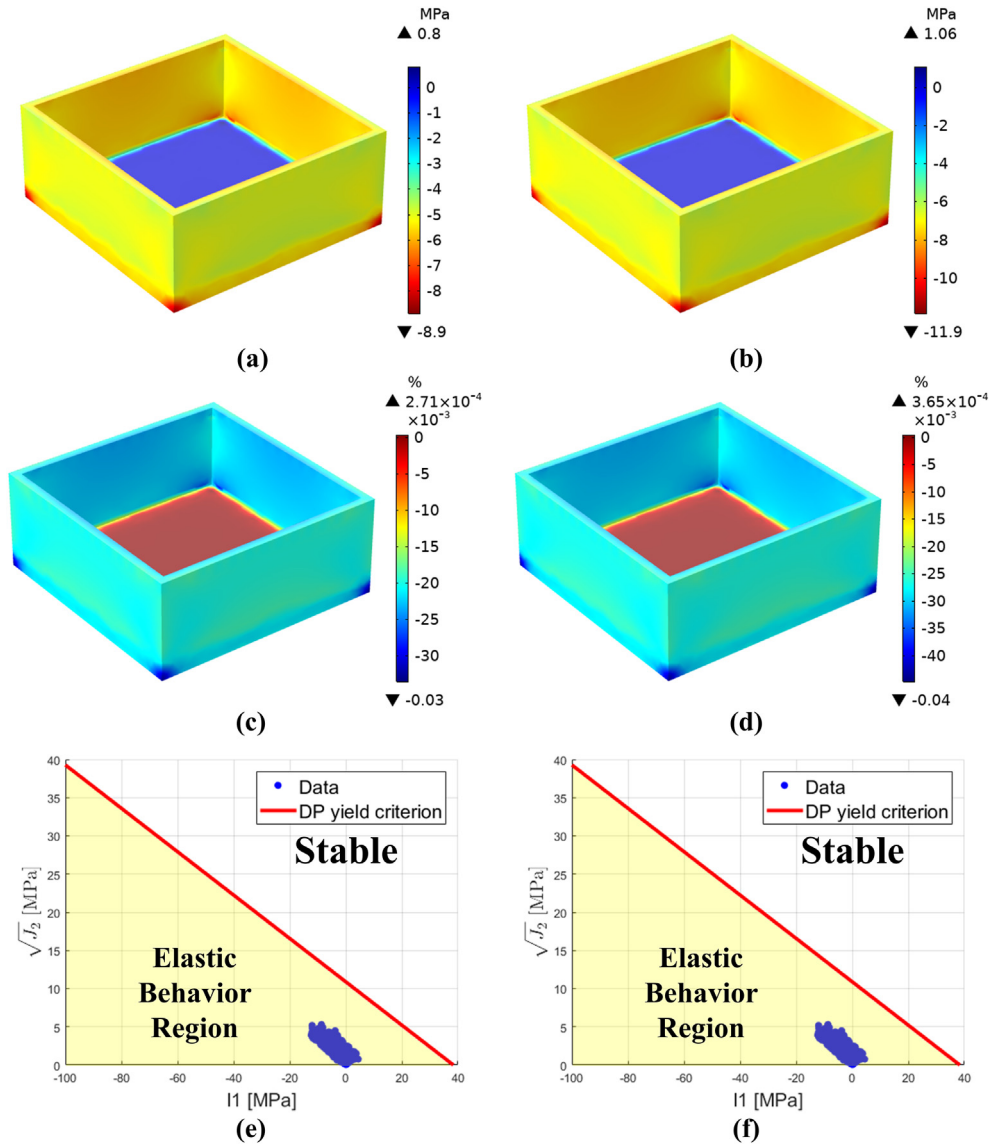 MPa
▲ 0.8
0
-1
-2
-3
-4
-5
-6
-7
-8
▼ -8.9
(a)
MPa
▲ 1.06
0
-2
-4
-6
-8
-10
▼ -11.9
(b)
%
▲ 2.71×10⁻⁴
×10⁻³
0
-5
-10
-15
-20
-25
-30
▼ -0.03
(c)
%
▲ 3.65×10⁻⁴
×10⁻³
0
-5
-10
-15
-20
-25
-30
-35
-40
▼ -0.04
(d)
40
35
30
25
20
15
10
5
0
√J₂ [MPa]
Data
DP yield criterion
Stable
Elastic
Behavior
Region
-100 -80 -60 -40 -20 0 20 40
I1 [MPa]
(e)
40
35
30
25
20
15
10
5
0
√J₂ [MPa]
Data
DP yield criterion
Stable
Elastic
Behavior
Region
-100 -80 -60 -40 -20 0 20 40
I1 [MPa]
(f)